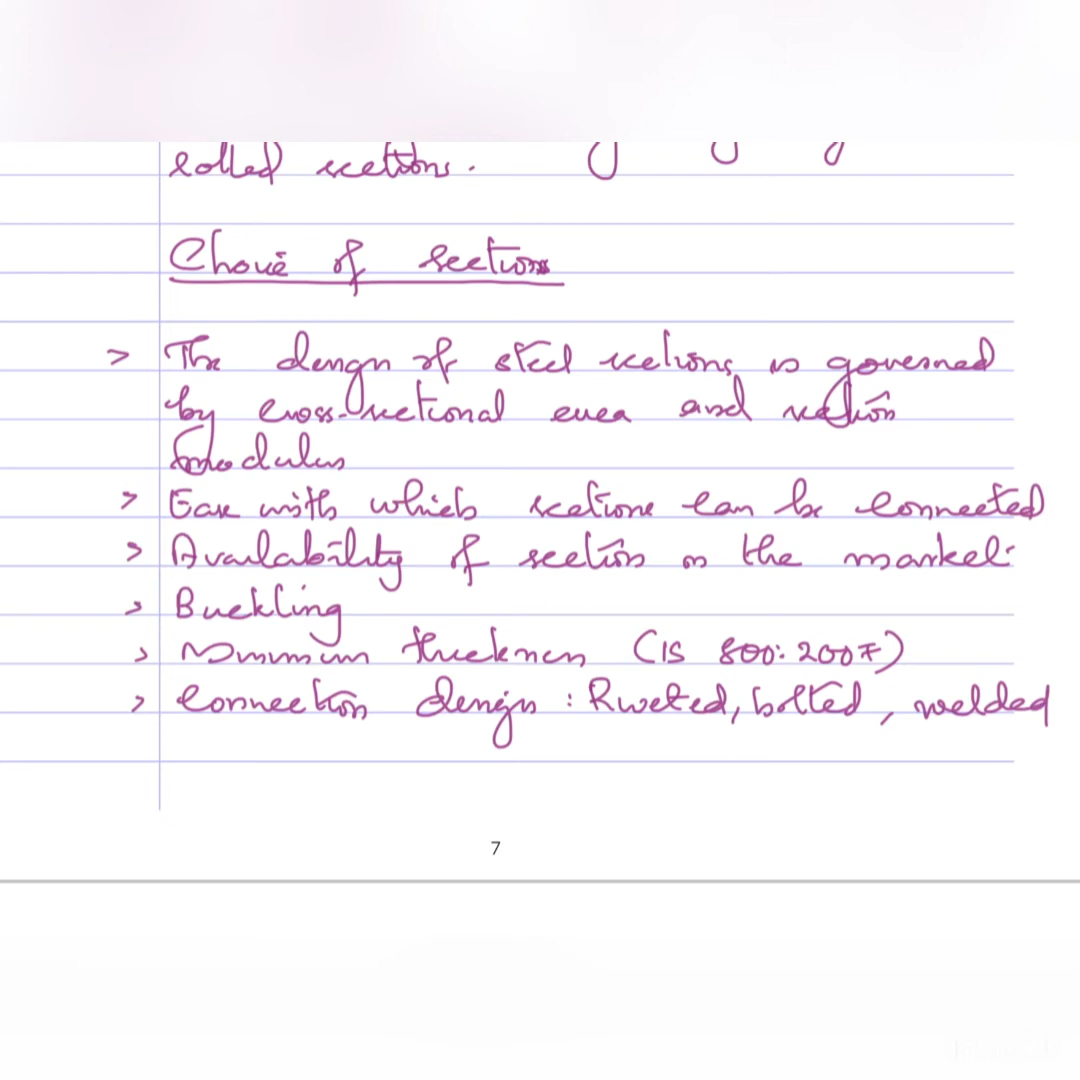 rolled sections.
Choice of sections
> The design of steel sections is governed
by cross-sectional area and section
modulus
> Ease with which sections can be connected
> Availability of section in the market.
> Buckling
> Minimum thickness (IS 800:2007)
> Connection design : Riveted, bolted, welded
7